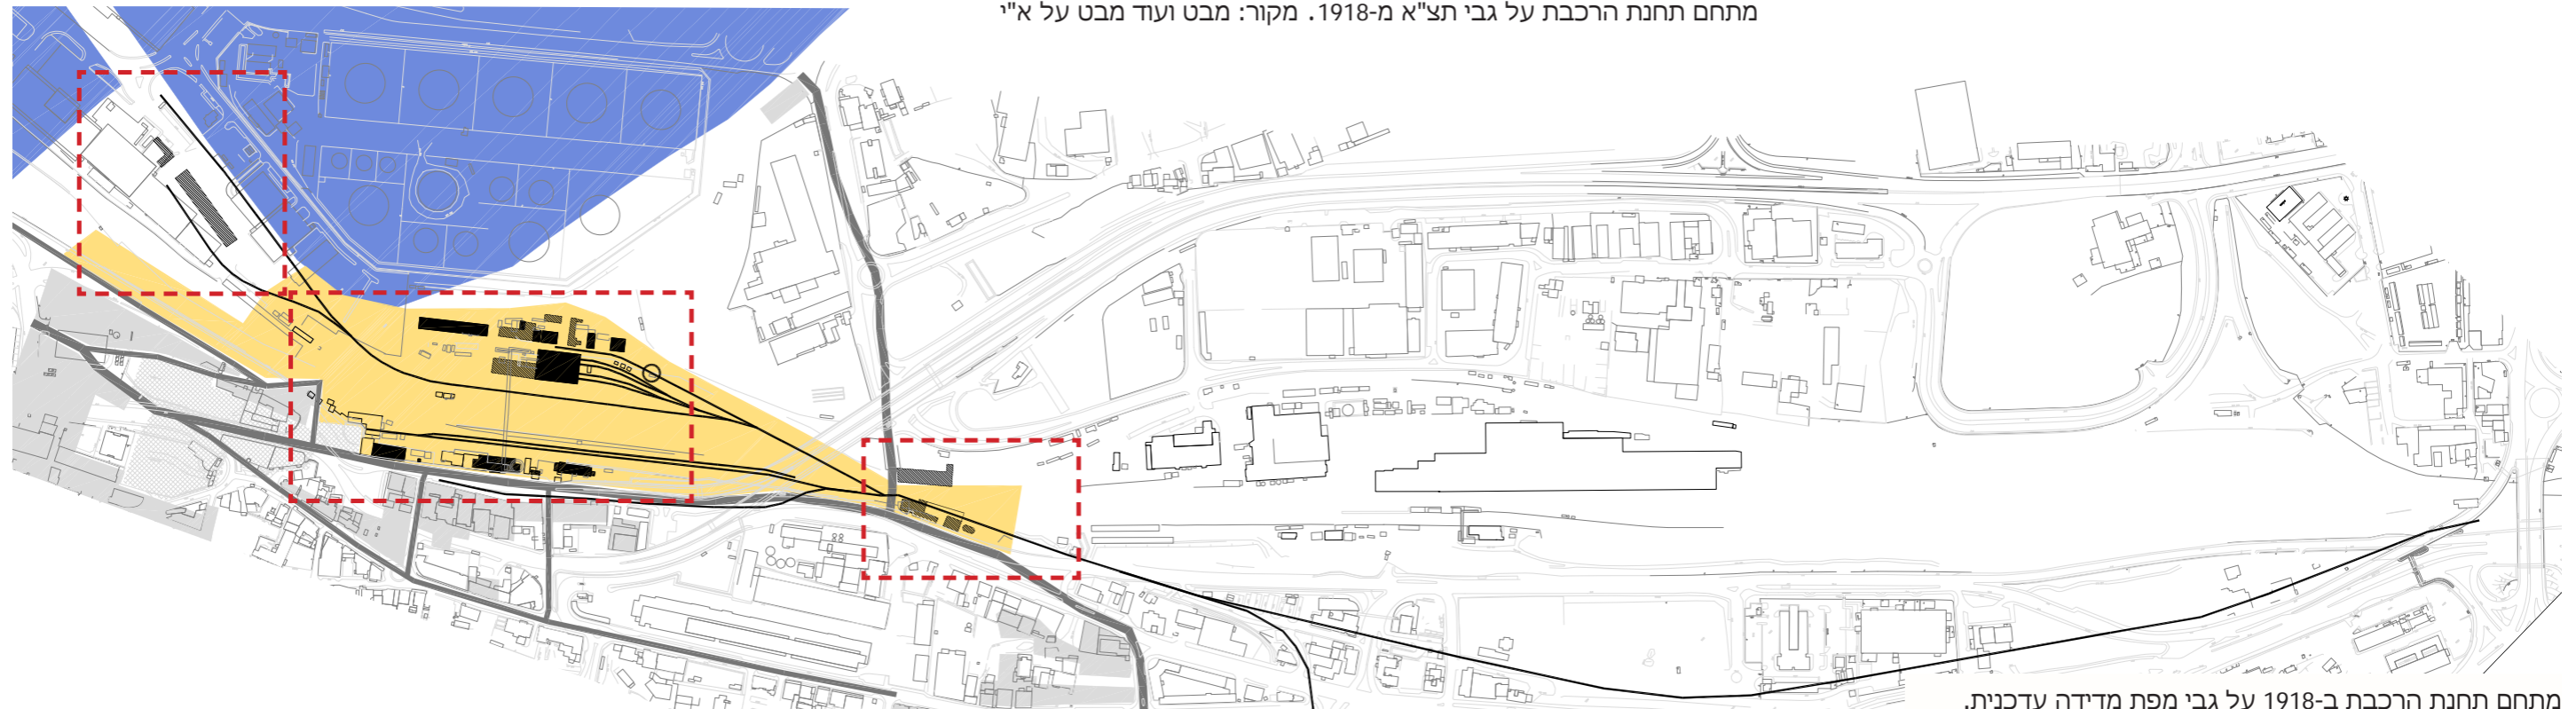 מתחם תחנת הרכבת על גבי תצ"א מ-1918. מקור: מבט ועוד מבט על א"י
מתחם תחנת הרכבת ב-1918 על גבי מפת מדידה עדכנית.